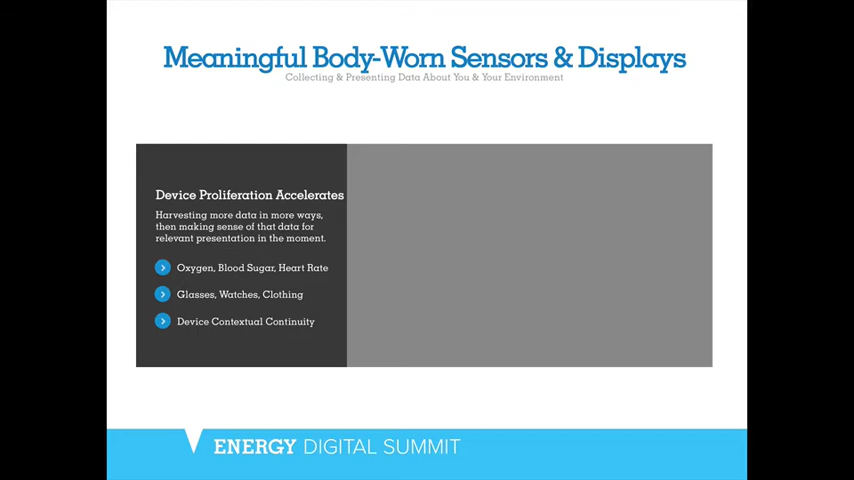 Meaningful Body-Worn Sensors & Displays
Collecting & Presenting Data About You & Your Environment
Device Proliferation Accelerates
Harvesting more data in more ways,
then making sense of that data for
relevant presentation in the moment.
Oxygen, Blood Sugar, Heart Rate
Glasses, Watches, Clothing
Device Contextual Continuity
ENERGY DIGITAL SUMMIT